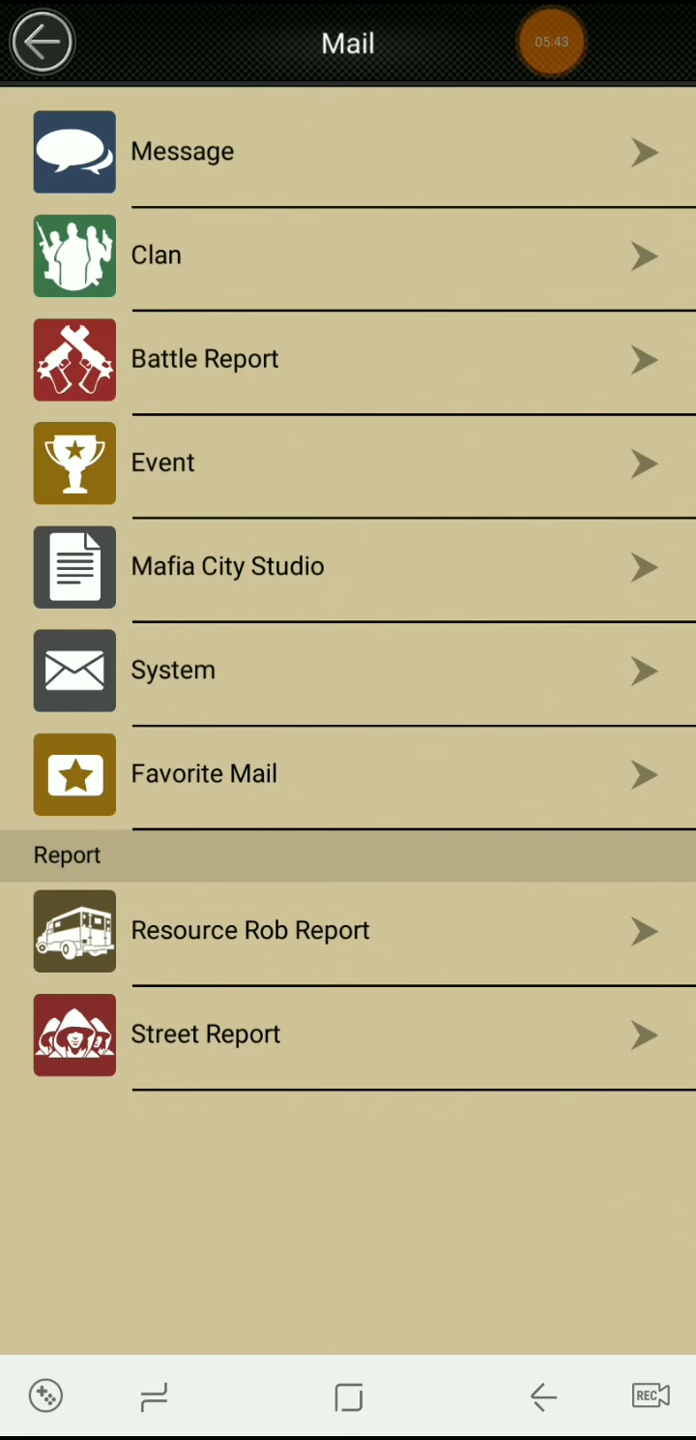 Mail
05:43
Message
Clan
Battle Report
Event
Mafia City Studio
System
Favorite Mail
Report
Resource Rob Report
Street Report
REC